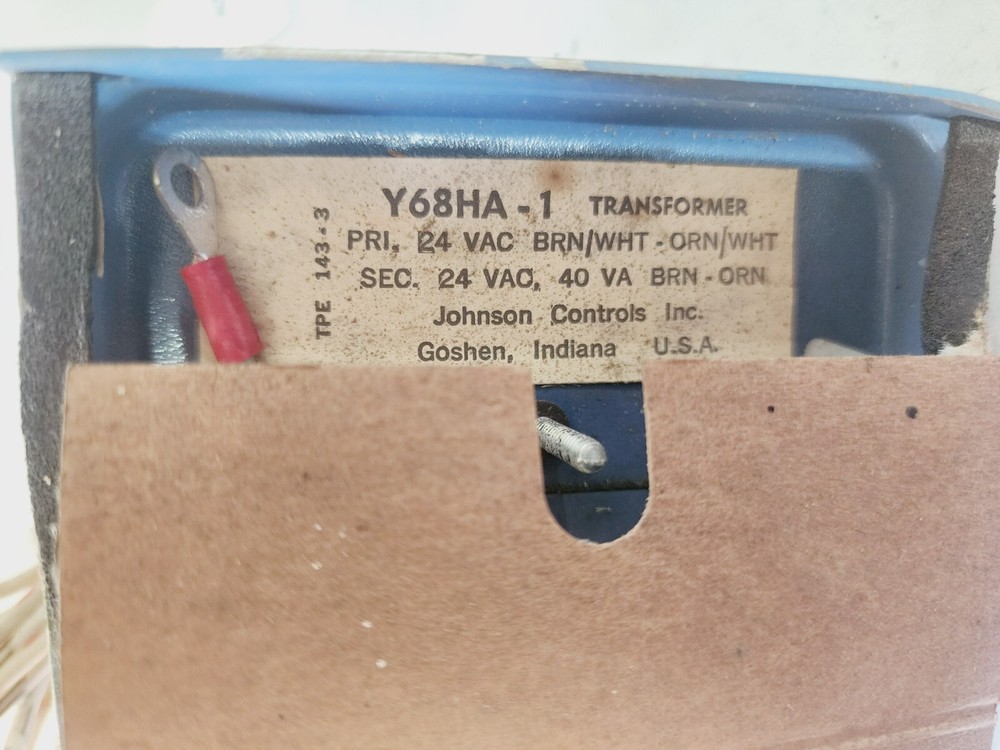 Y68HA - 1 TRANSFORMER
PRI. 24 VAC BRN/WHT - ORN/WHT
SEC. 24 VAC, 40 VA BRN - ORN
Johnson Controls Inc.
Goshen, Indiana U.S.A.
TPE 143-3